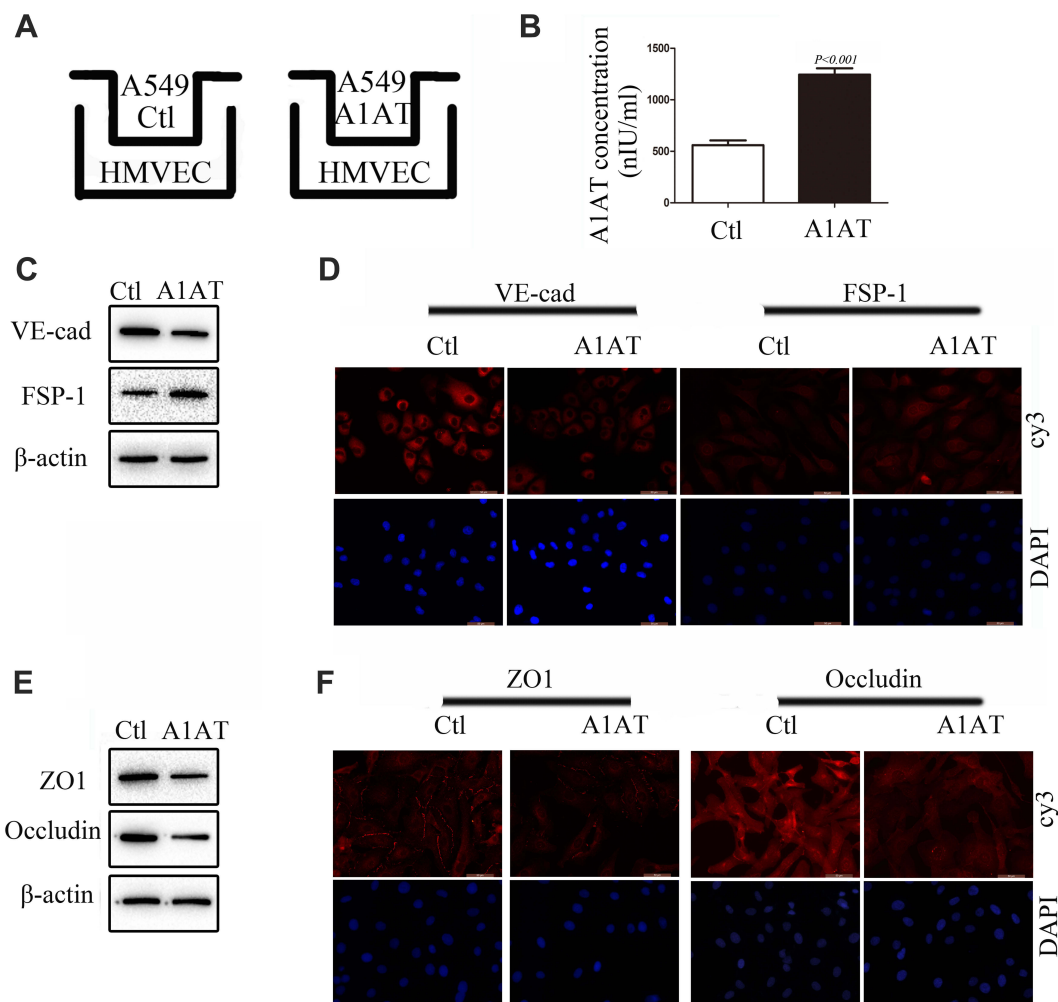 A
A549
Ctl
HMVEC
A549
A1AT
HMVEC
B
A1AT concentration
(nIU/ml)
1500
1000
500
0
P<0.001
Ctl
A1AT
C
Ctl A1AT
VE-cad
FSP-1
β-actin
D
VE-cad
FSP-1
Ctl
A1AT
Ctl
A1AT
cy3
DAPI
E
Ctl A1AT
ZO1
Occludin
β-actin
F
ZO1
Occludin
Ctl
A1AT
Ctl
A1AT
cy3
DAPI